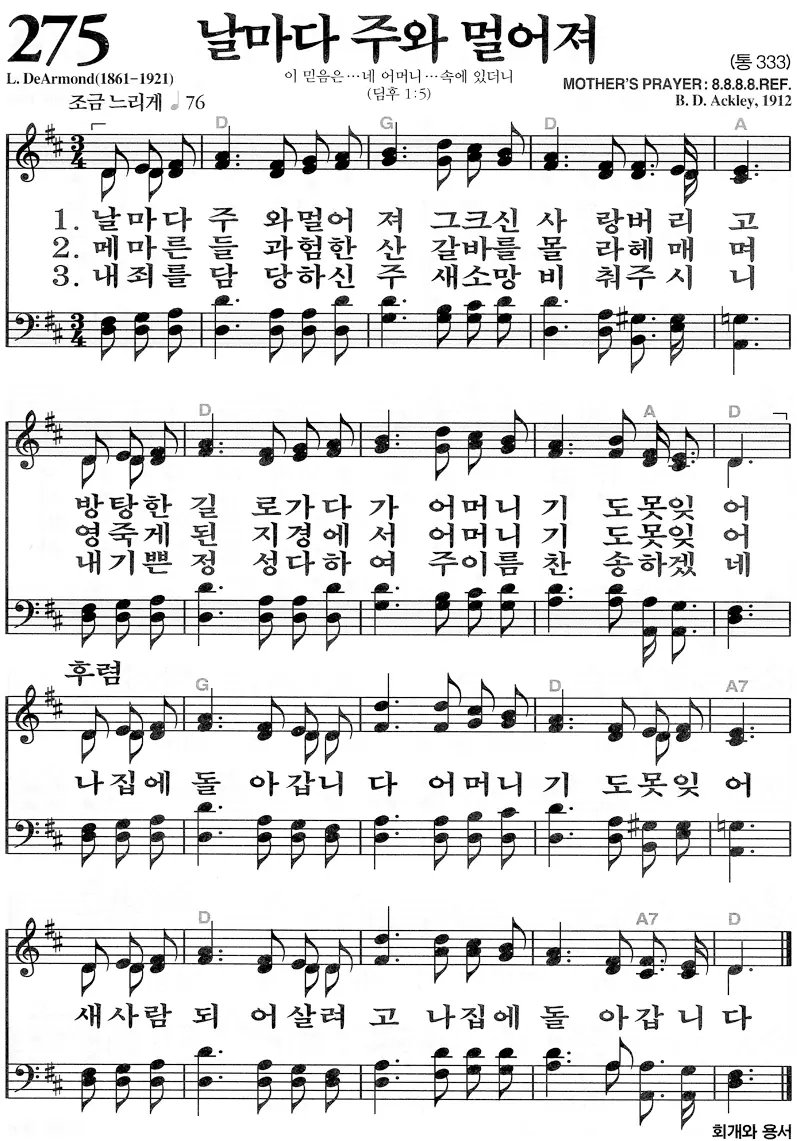 275 날마다 주와 멀어져
(통 333)
L. DeArmond(1861-1921)
이 믿음은…네 어머니…속에 있더니
(딤후 1:5)
MOTHER'S PRAYER: 8.8.8.8.REF.
B. D. Ackley, 1912
조금 느리게 ♩76
D G D A
3/4
1. 날마다 주 와멀어 져 그크신 사 랑버 리 고
2. 메마른 들 과험한 산 갈바를 몰 라헤 매 며
3. 내죄를 담 당하신 주 새소망 비 춰주 시 니
3/4
D A D
방탕한 길 로가다 가 어머니 기 도못잊 어
영죽게 된 지경에 서 어머니 기 도못잊 어
내기쁜 정 성다하 여 주이름 찬 송하겠 네
후렴
G D A7
나집에 돌 아갑니 다 어머니 기 도못잊 어
D A7 D
새사람 되 어살려 고 나집에 돌 아갑니 다
회개와 용서